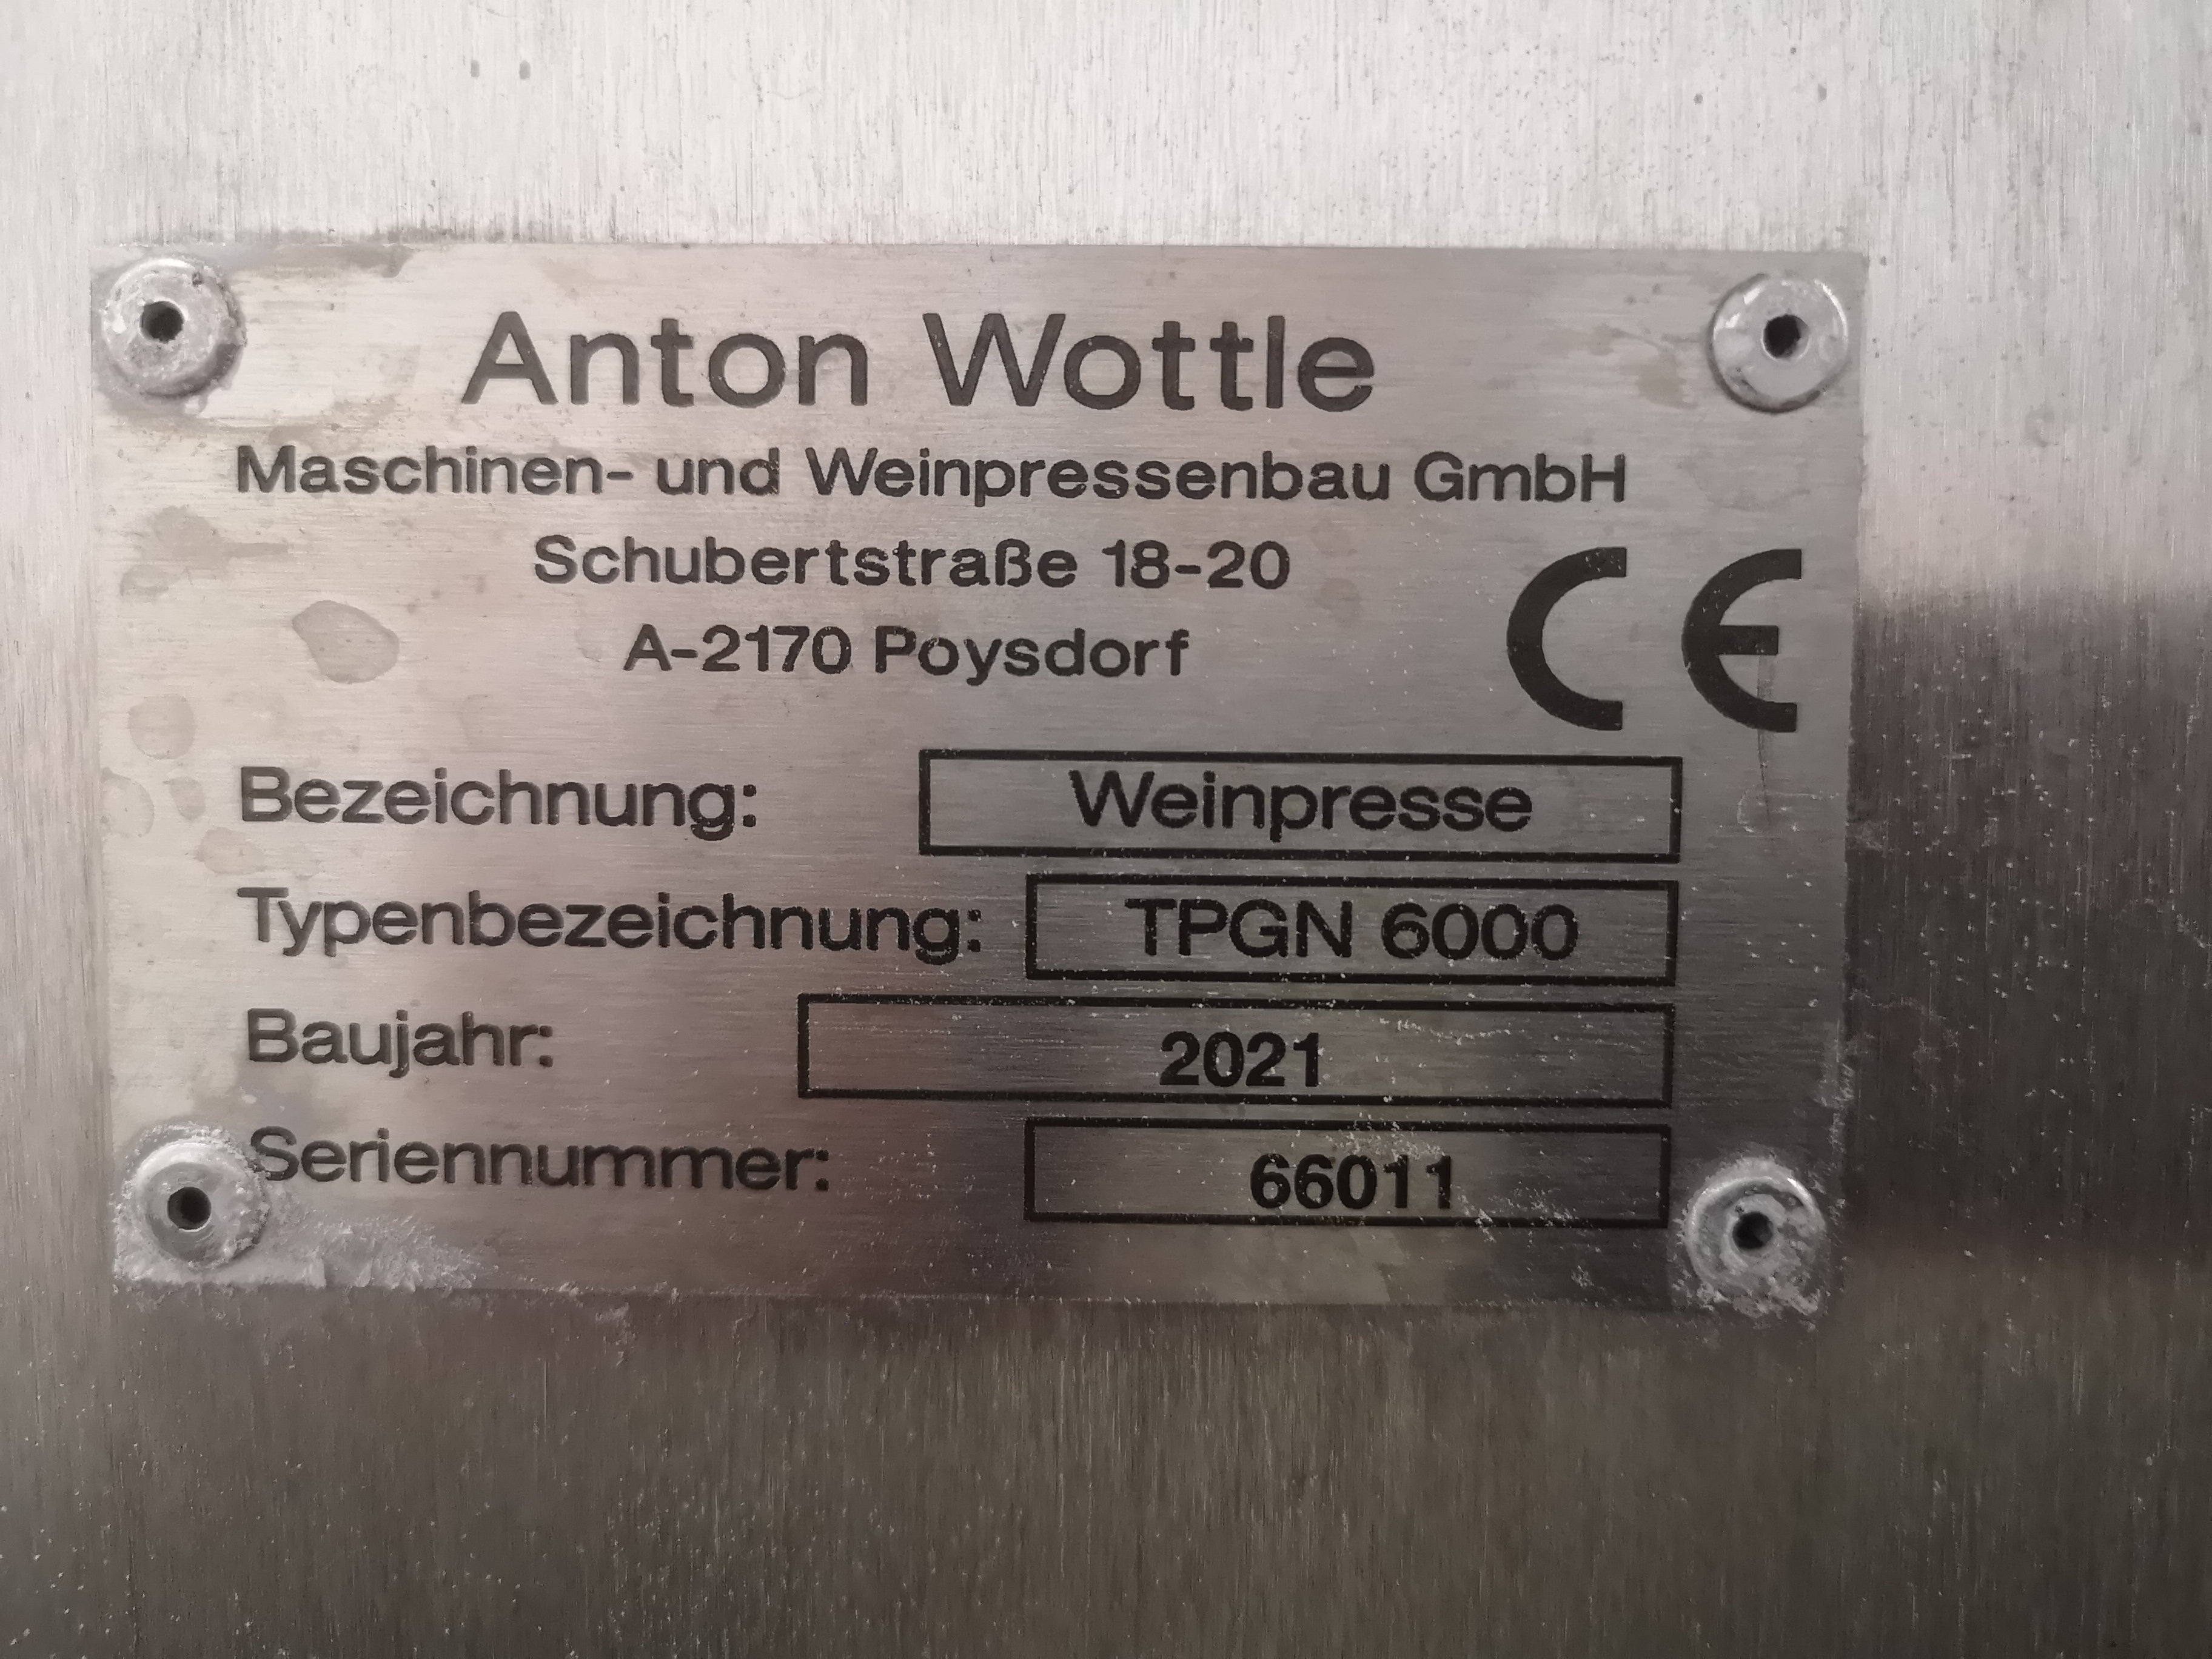 Anton Wottle
Maschinen- und Weinpressenbau GmbH
Schubertstraße 18-20
A-2170 Poysdorf
CE
Bezeichnung: Weinpresse
Typenbezeichnung: TPGN 6000
Baujahr: 2021
Seriennummer: 66011